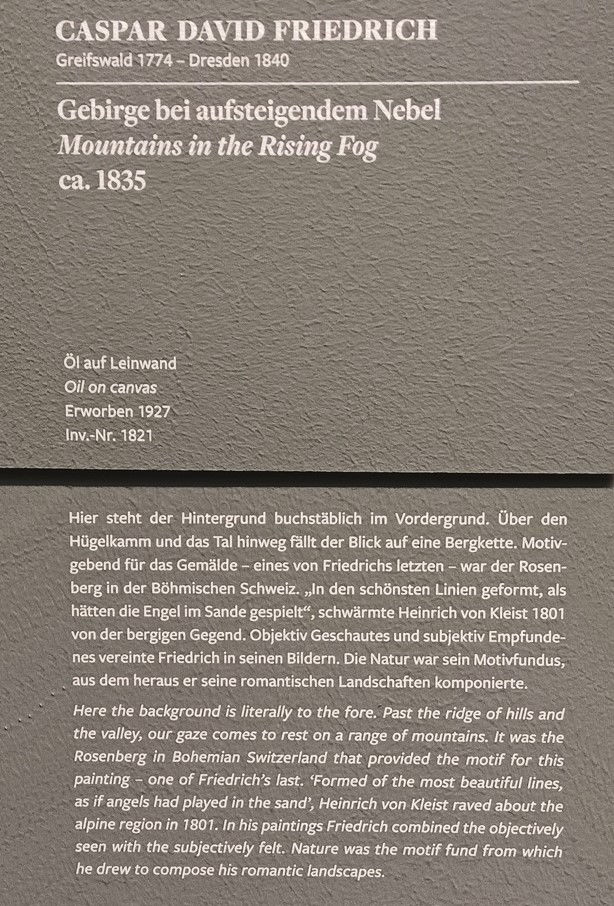 CASPAR DAVID FRIEDRICH
Greifswald 1774 – Dresden 1840
Gebirge bei aufsteigendem Nebel
Mountains in the Rising Fog
ca. 1835
Öl auf Leinwand
Oil on canvas
Erworben 1927
Inv.-Nr. 1821
Hier steht der Hintergrund buchstäblich im Vordergrund. Über den
Hügelkamm und das Tal hinweg fällt der Blick auf eine Bergkette. Motiv-
gebend für das Gemälde – eines von Friedrichs letzten – war der Rosen-
berg in der Böhmischen Schweiz. „In den schönsten Linien geformt, als
hätten die Engel im Sande gespielt“, schwärmte Heinrich von Kleist 1801
von der bergigen Gegend. Objektiv Geschautes und subjektiv Empfunde-
nes vereinte Friedrich in seinen Bildern. Die Natur war sein Motivfundus,
aus dem heraus er seine romantischen Landschaften komponierte.
Here the background is literally to the fore. Past the ridge of hills and
the valley, our gaze comes to rest on a range of mountains. It was the
Rosenberg in Bohemian Switzerland that provided the motif for this
painting – one of Friedrich’s last. ‘Formed of the most beautiful lines,
as if angels had played in the sand’, Heinrich von Kleist raved about the
alpine region in 1801. In his paintings Friedrich combined the objectively
seen with the subjectively felt. Nature was the motif fund from which
he drew to compose his romantic landscapes.